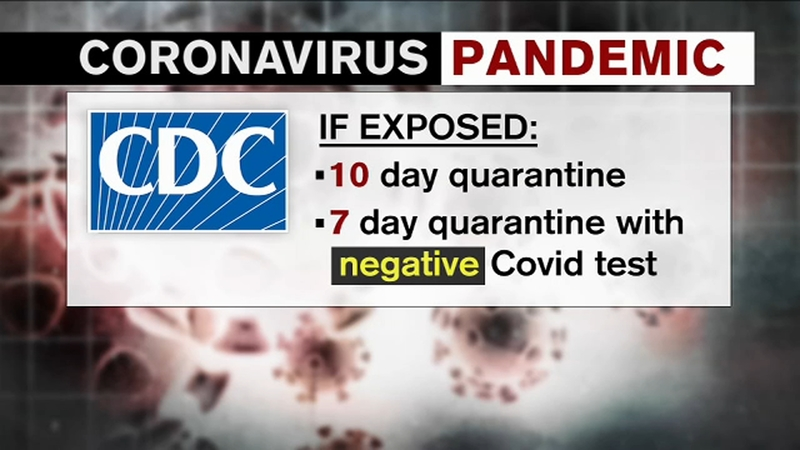 CORONAVIRUS PANDEMIC
CDC
IF EXPOSED:
▪10 day quarantine
▪7 day quarantine with
negative Covid test